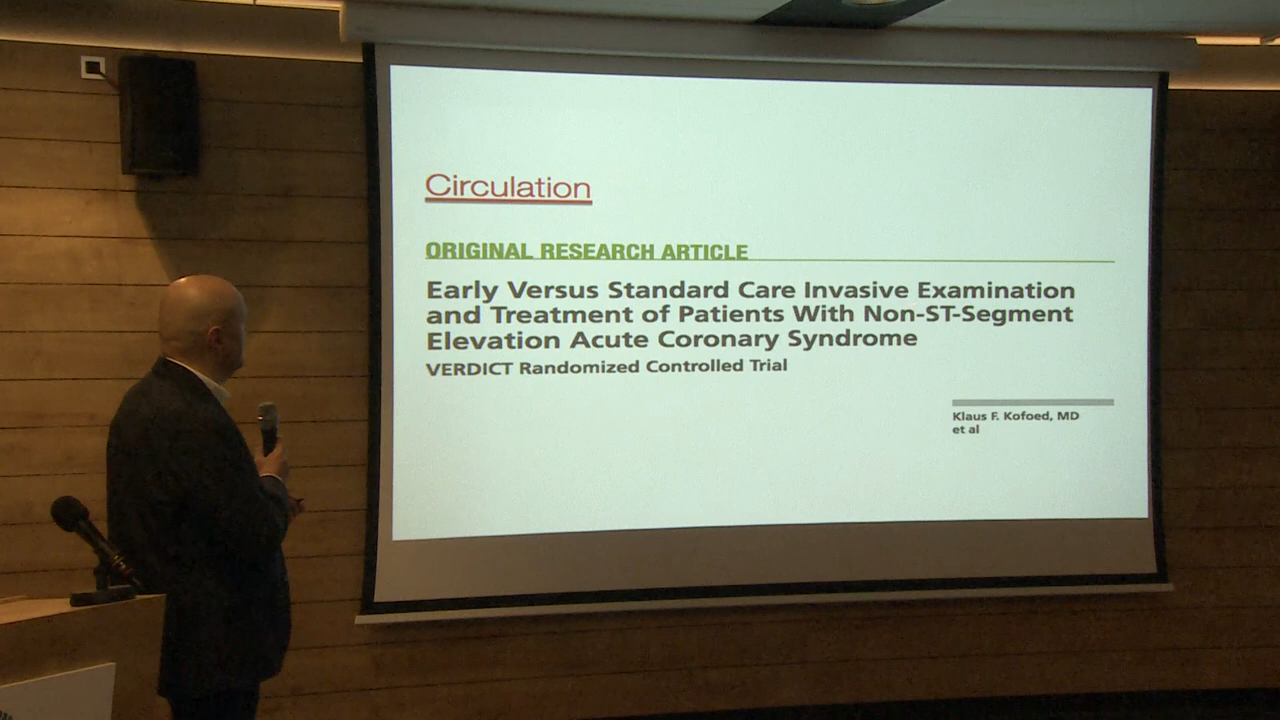 Circulation
ORIGINAL RESEARCH ARTICLE
Early Versus Standard Care Invasive Examination
and Treatment of Patients With Non-ST-Segment
Elevation Acute Coronary Syndrome
VERDICT Randomized Controlled Trial
Klaus F. Kofoed, MD
et al